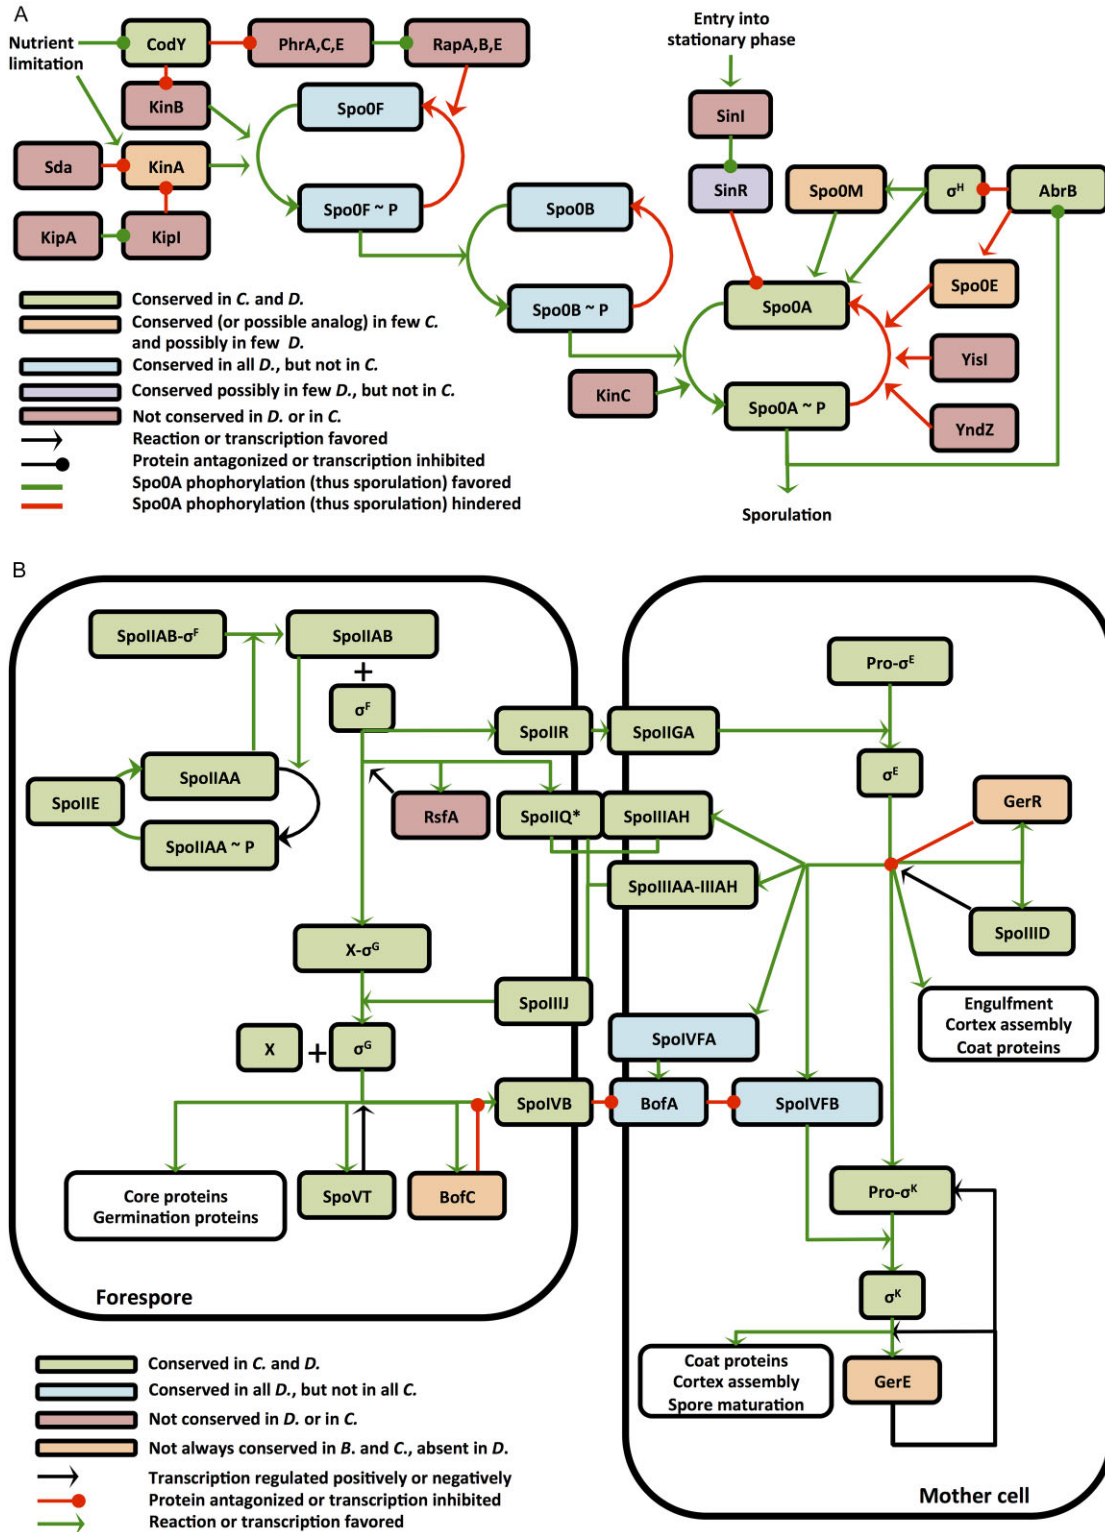 A
Nutrient
limitation
CodY
PhrA,C,E
RapA,B,E
KinB
Spo0F
Sda
KinA
Spo0F ~ P
KipA
KipI
Spo0B
Spo0B ~ P
Entry into
stationary phase
SinI
SinR
Spo0M
σH
AbrB
Spo0E
Spo0A
YisI
KinC
Spo0A ~ P
YndZ
Sporulation
Conserved in C. and D.
Conserved (or possible analog) in few C.
and possibly in few D.
Conserved in all D., but not in C.
Conserved possibly in few D., but not in C.
Not conserved in D. or in C.
Reaction or transcription favored
Protein antagonized or transcription inhibited
Spo0A phophorylation (thus sporulation) favored
Spo0A phophorylation (thus sporulation) hindered
B
SpoIIAB-σF
SpoIIAB
+
σF
SpoIIE
SpoIIAA
SpoIIAA ~ P
SpoIIR
SpoIIGA
RsfA
SpoIIQ*
SpoIIIAH
SpoIIIAA-IIIAH
X-σG
SpoIIIJ
X
+
σG
SpoIVB
Core proteins
Germination proteins
SpoVT
BofC
Forespore
Pro-σE
σE
GerR
SpoIIID
Engulfment
Cortex assembly
Coat proteins
SpoIVFA
BofA
SpoIVFB
Pro-σK
σK
Coat proteins
Cortex assembly
Spore maturation
GerE
Mother cell
Conserved in C. and D.
Conserved in all D., but not in all C.
Not conserved in D. or in C.
Not always conserved in B. and C., absent in D.
Transcription regulated positively or negatively
Protein antagonized or transcription inhibited
Reaction or transcription favored